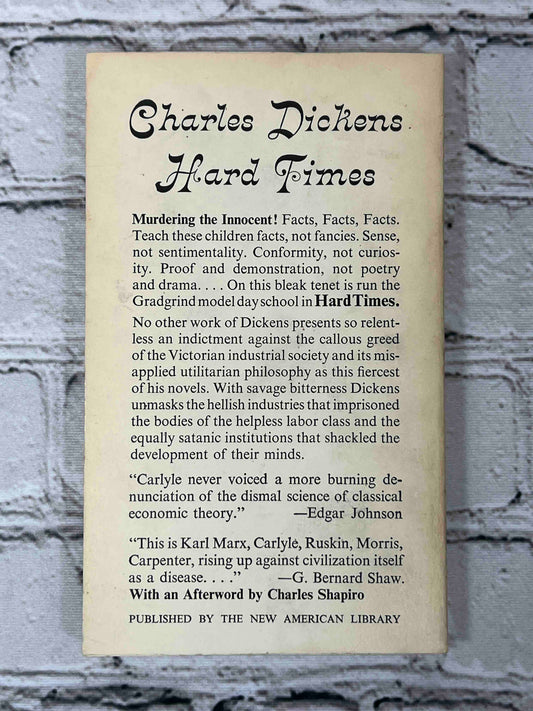 Charles Dickens
Hard Times
Murdering the Innocent! Facts, Facts, Facts.
Teach these children facts, not fancies. Sense,
not sentimentality. Conformity, not curios-
ity. Proof and demonstration, not poetry
and drama. . . . On this bleak tenet is run the
Gradgrind model day school in Hard Times.
No other work of Dickens presents so relent-
less an indictment against the callous greed
of the Victorian industrial society and its mis-
applied utilitarian philosophy as this fiercest
of his novels. With savage bitterness Dickens
unmasks the hellish industries that imprisoned
the bodies of the helpless labor class and the
equally satanic institutions that shackled the
development of their minds.
“Carlyle never voiced a more burning de-
nunciation of the dismal science of classical
economic theory.” —Edgar Johnson
“This is Karl Marx, Carlyle, Ruskin, Morris,
Carpenter, rising up against civilization itself
as a disease. . . .” —G. Bernard Shaw.
With an Afterword by Charles Shapiro
PUBLISHED BY THE NEW AMERICAN LIBRARY